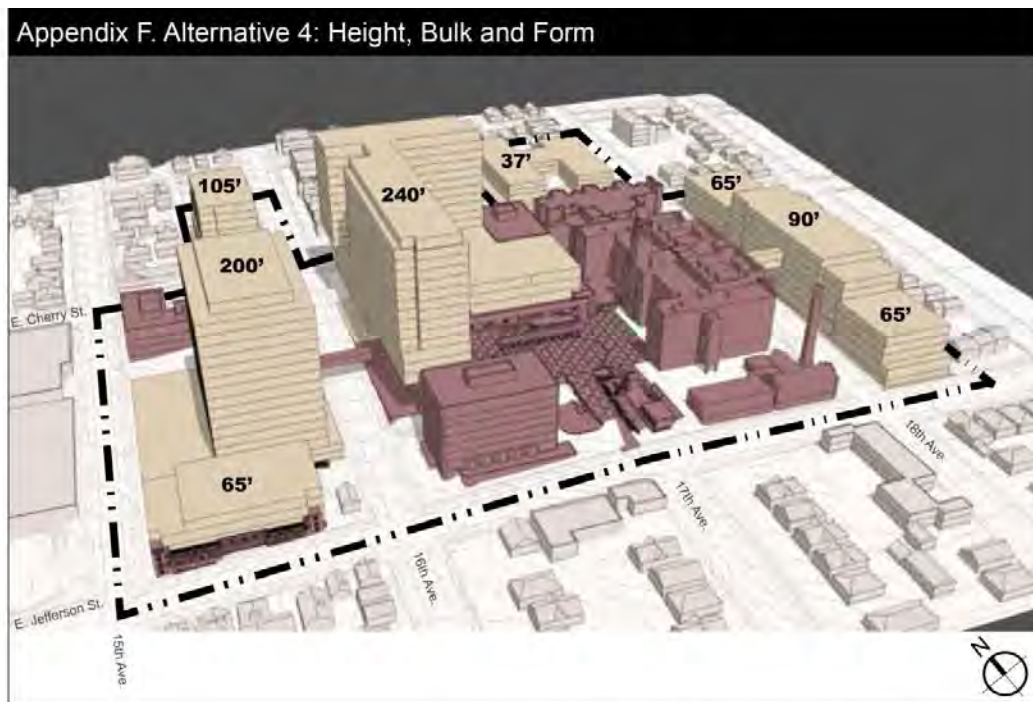 Appendix F. Alternative 4: Height, Bulk and Form
37'
105'
240'
65'
90'
200'
E. Cherry St.
65'
65'
18th Ave.
17th Ave.
16th Ave.
E. Jefferson St.
15th Ave.
N